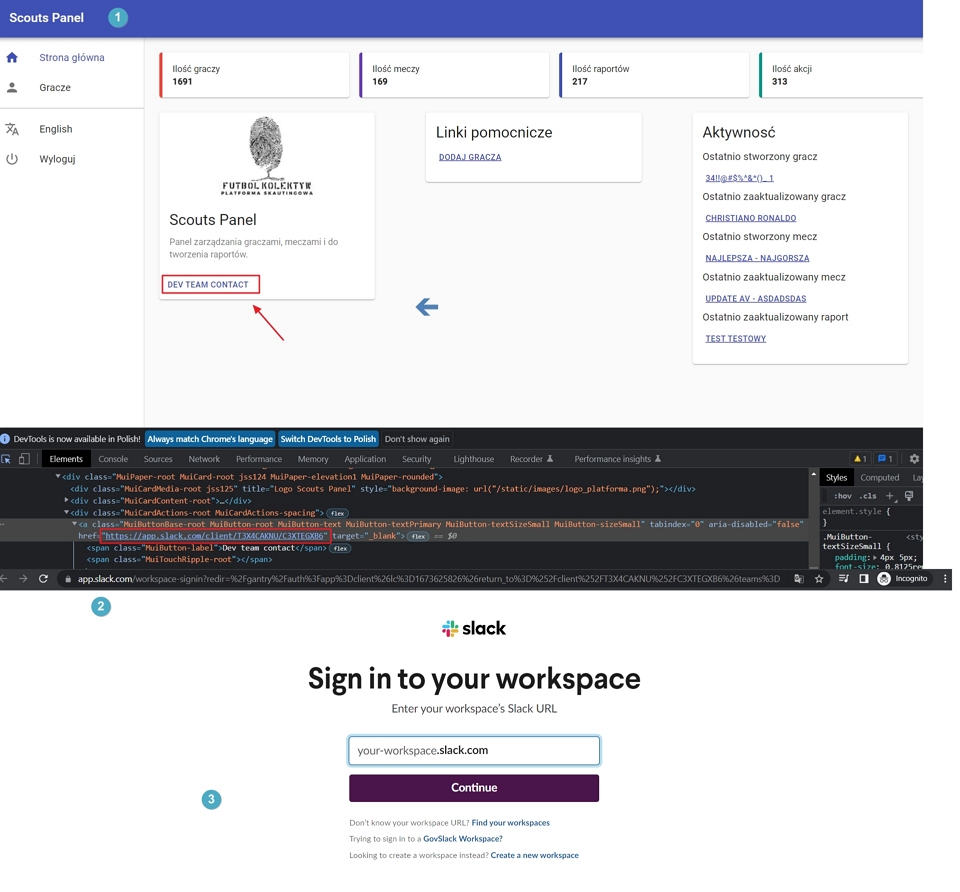 Scouts Panel
1
Strona główna
Gracze
English
Wyloguj
Ilość graczy
1691
Ilość meczy
169
Ilość raportów
217
Ilość akcji
313
FUTBOL KOLEKTYW
PLATFORMA SKAUTINGOWA
Scouts Panel
Panel zarządzania graczami, meczami i do
tworzenia raportów.
DEV TEAM CONTACT
Linki pomocnicze
DODAJ GRACZA
Aktywność
Ostatnio stworzony gracz
34!!@#$%^&*()_ 1
Ostatnio zaaktualizowany gracz
CHRISTIANO RONALDO
Ostatnio stworzony mecz
NAJLEPSZA - NAJGORSZA
Ostatnio zaaktualizowany mecz
UPDATE AV - ASDADSDAS
Ostatnio zaaktualizowany raport
TEST TESTOWY
DevTools is now available in Polish! Always match Chrome's language Switch DevTools to Polish Don't show again
Elements Console Sources Network Performance Memory Application Security Lighthouse Recorder Performance insights 1 1
<div class="MuiPaper-root MuiCard-root jss124 MuiPaper-elevation1 MuiPaper-rounded">
<div class="MuiCardMedia-root jss125" title="Logo Scouts Panel" style="background-image: url("/static/images/logo_platforma.png");"></div>
<div class="MuiCardContent-root">…</div>
<div class="MuiCardActions-root MuiCardActions-spacing"> flex
<a class="MuiButtonBase-root MuiButton-root MuiButton-text MuiButton-textPrimary MuiButton-textSizeSmall MuiButton-sizeSmall" tabindex="0" aria-disabled="false"
href="https://app.slack.com/client/T3X4CAKNU/C3XTEGXB6" target="_blank"> flex == $0
<span class="MuiButton-label">Dev team contact</span> flex
<span class="MuiTouchRipple-root"></span>
Styles Computed Lay
:hov .cls +
element.style {
}
.MuiButton- <sty
textSizeSmall {
padding: 4px 5px;
font-size: 0.8125re
app.slack.com/workspace-signin?redir=%2Fgantry%2Fauth%3Fapp%3Dclient%26lc%3D1673625826%26return_to%3D%252Fclient%252FT3X4CAKNU%252FC3XTEGXB6%26teams%3D Incognito
2
slack
Sign in to your workspace
Enter your workspace's Slack URL
your-workspace.slack.com
Continue
3
Don't know your workspace URL? Find your workspaces
Trying to sign in to a GovSlack Workspace?
Looking to create a workspace instead? Create a new workspace